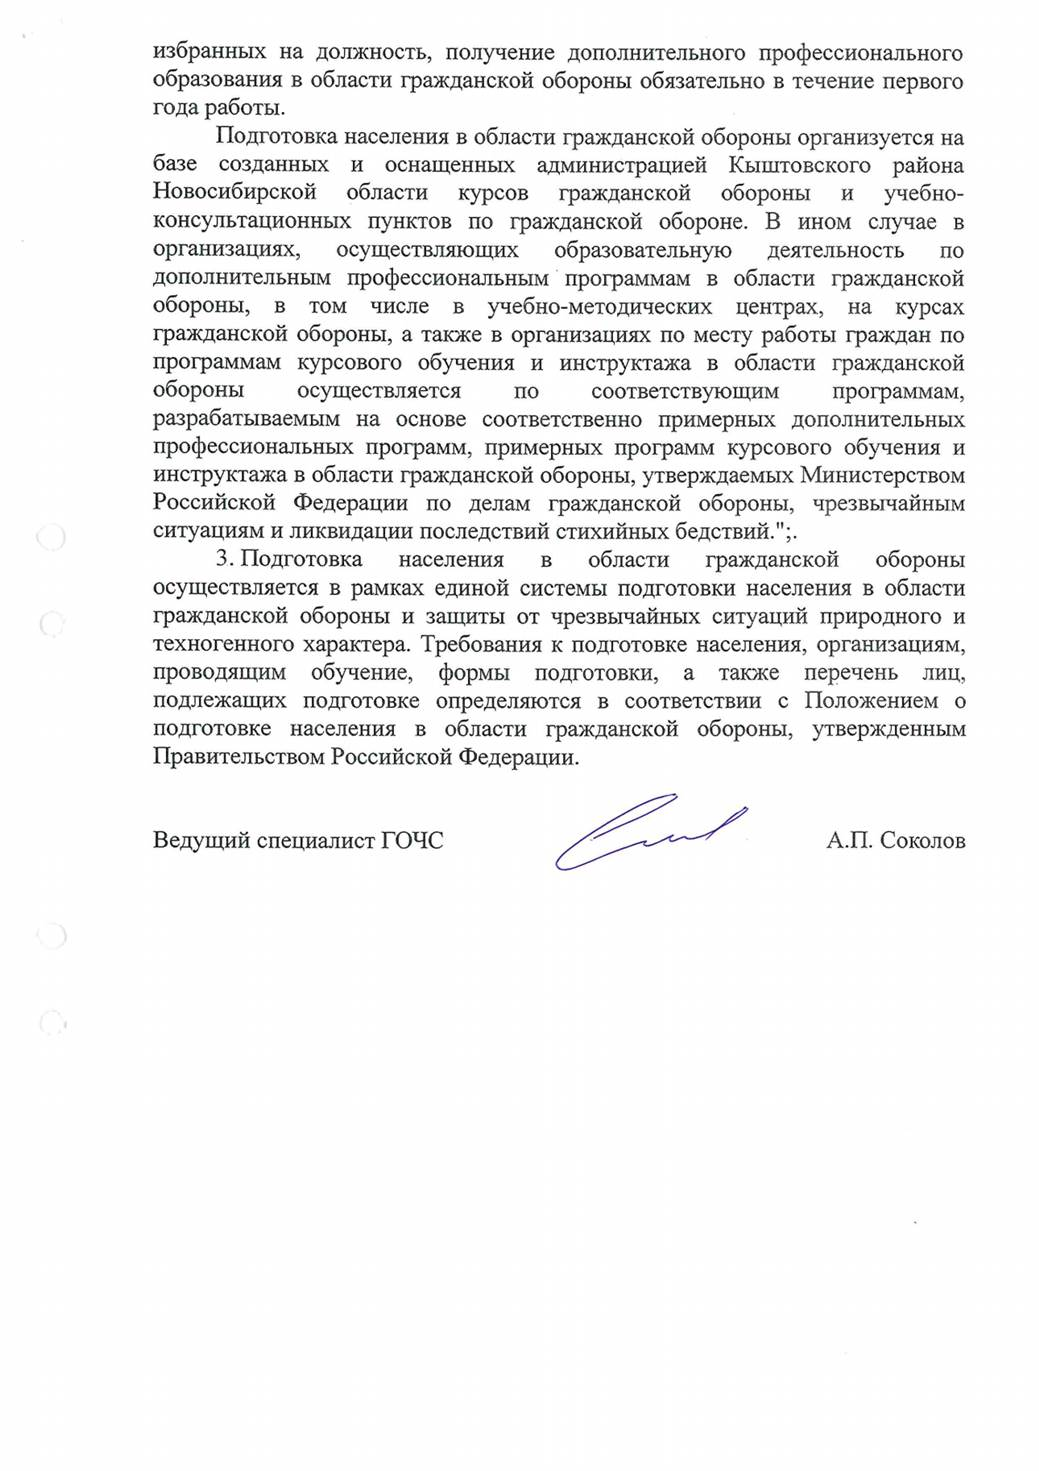 избранных на должность, получение дополнительного профессионального
образования в области гражданской обороны обязательно в течение первого
года работы.
Подготовка населения в области гражданской обороны организуется на
базе созданных и оснащенных администрацией Кыштовского района
Новосибирской области курсов гражданской обороны и учебно-
консультационных пунктов по гражданской обороне. В ином случае в
организациях, осуществляющих образовательную деятельность по
дополнительным профессиональным программам в области гражданской
обороны, в том числе в учебно-методических центрах, на курсах
гражданской обороны, а также в организациях по месту работы граждан по
программам курсового обучения и инструктажа в области гражданской
обороны осуществляется по соответствующим программам,
разрабатываемым на основе соответственно примерных дополнительных
профессиональных программ, примерных программ курсового обучения и
инструктажа в области гражданской обороны, утверждаемых Министерством
Российской Федерации по делам гражданской обороны, чрезвычайным
ситуациям и ликвидации последствий стихийных бедствий.";.
3. Подготовка населения в области гражданской обороны
осуществляется в рамках единой системы подготовки населения в области
гражданской обороны и защиты от чрезвычайных ситуаций природного и
техногенного характера. Требования к подготовке населения, организациям,
проводящим обучение, формы подготовки, а также перечень лиц,
подлежащих подготовке определяются в соответствии с Положением о
подготовке населения в области гражданской обороны, утвержденным
Правительством Российской Федерации.
Ведущий специалист ГОЧС А.П. Соколов